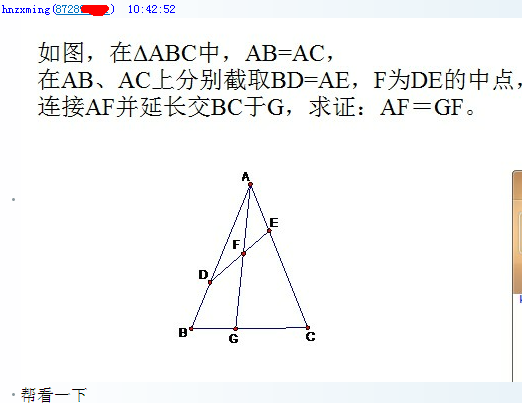 hnzxming(8728 ) 10:42:52
如图，在ΔABC中，AB=AC，
在AB、AC上分别截取BD=AE，F为DE的中点，
连接AF并延长交BC于G，求证：AF＝GF。
A
E
F
D
B
G
C
帮看一下